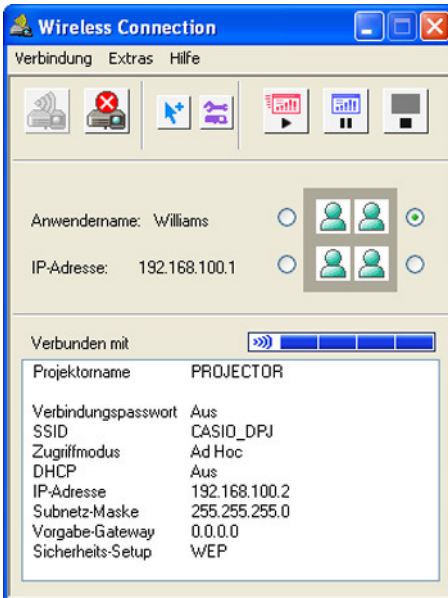 Wireless Connection
Verbindung Extras Hilfe
Anwendername: Williams
IP-Adresse: 192.168.100.1
Verbunden mit
Projektorname PROJECTOR
Verbindungspasswort Aus
SSID CASIO_DPJ
Zugriffmodus Ad Hoc
DHCP Aus
IP-Adresse 192.168.100.2
Subnetz-Maske 255.255.255.0
Vorgabe-Gateway 0.0.0.0
Sicherheits-Setup WEP